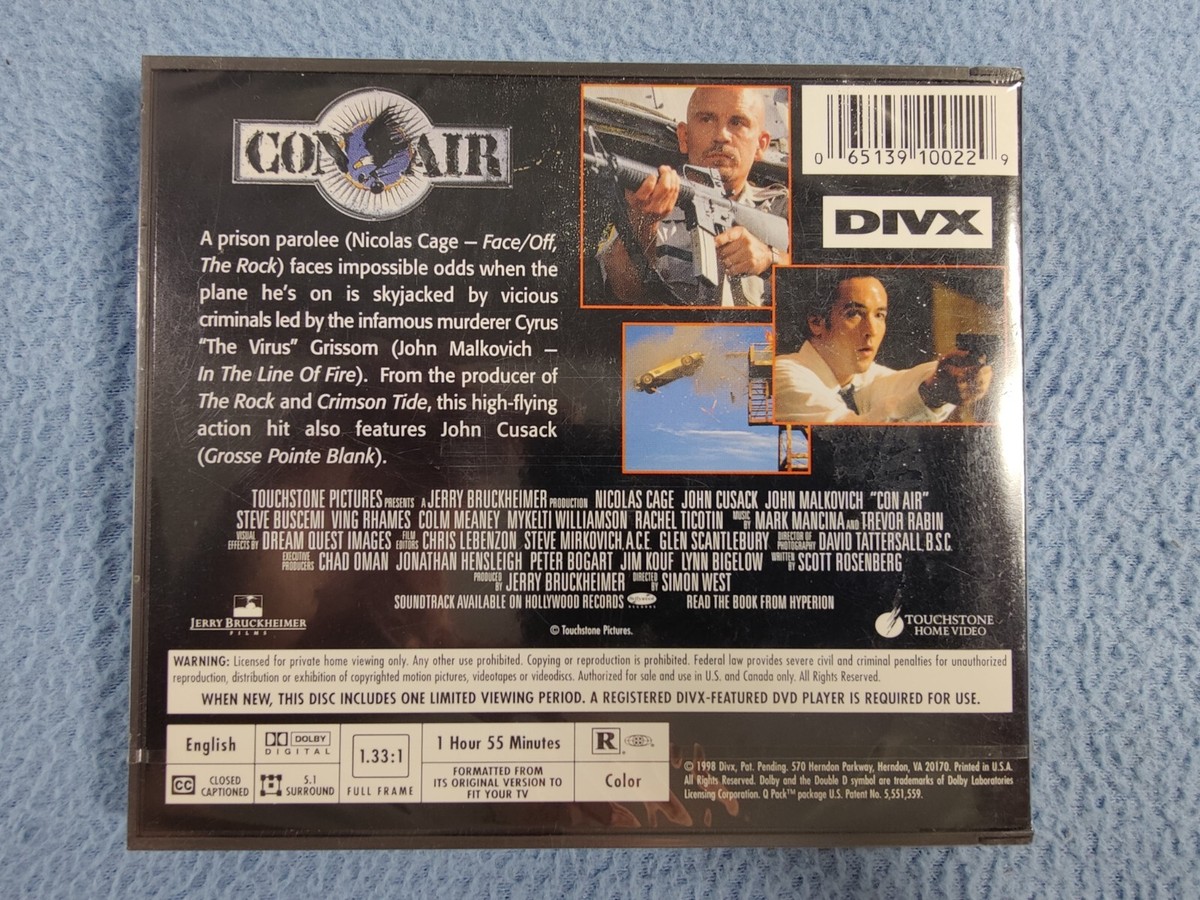 CON AIR
0 65139 10022 9
DIVX
A prison parolee (Nicolas Cage – Face/Off,
The Rock) faces impossible odds when the
plane he's on is skyjacked by vicious
criminals led by the infamous murderer Cyrus
"The Virus" Grissom (John Malkovich –
In The Line Of Fire). From the producer of
The Rock and Crimson Tide, this high-flying
action hit also features John Cusack
(Grosse Pointe Blank).
TOUCHSTONE PICTURES PRESENTS A JERRY BRUCKHEIMER PRODUCTION NICOLAS CAGE JOHN CUSACK JOHN MALKOVICH "CON AIR"
STEVE BUSCEMI VING RHAMES COLM MEANEY MYKELTI WILLIAMSON RACHEL TICOTIN MUSIC BY MARK MANCINA AND TREVOR RABIN
VISUAL EFFECTS BY DREAM QUEST IMAGES FILM EDITORS CHRIS LEBENZON, STEVE MIRKOVICH, A.C.E. GLEN SCANTLEBURY DIRECTOR OF PHOTOGRAPHY DAVID TATTERSALL, B.S.C.
EXECUTIVE PRODUCERS CHAD OMAN JONATHAN HENSLEIGH PETER BOGART JIM KOUF LYNN BIGELOW WRITTEN BY SCOTT ROSENBERG
PRODUCED BY JERRY BRUCKHEIMER DIRECTED BY SIMON WEST
SOUNDTRACK AVAILABLE ON HOLLYWOOD RECORDS READ THE BOOK FROM HYPERION
JERRY BRUCKHEIMER
FILMS
© Touchstone Pictures.
TOUCHSTONE
HOME VIDEO
WARNING: Licensed for private home viewing only. Any other use prohibited. Copying or reproduction is prohibited. Federal law provides severe civil and criminal penalties for unauthorized
reproduction, distribution or exhibition of copyrighted motion pictures, videotapes or videodiscs. Authorized for sale and use in U.S. and Canada only. All Rights Reserved.
WHEN NEW, THIS DISC INCLUDES ONE LIMITED VIEWING PERIOD. A REGISTERED DIVX-FEATURED DVD PLAYER IS REQUIRED FOR USE.
English
DOLBY
DIGITAL
1.33:1
FULL FRAME
1 Hour 55 Minutes
R
CC CLOSED
CAPTIONED
5.1
SURROUND
FORMATTED FROM
ITS ORIGINAL VERSION TO
FIT YOUR TV
Color
© 1998 Divx, Pat. Pending. 570 Herndon Parkway, Herndon, VA 20170. Printed in U.S.A.
All Rights Reserved. Dolby and the Double D symbol are trademarks of Dolby Laboratories
Licensing Corporation. Q Pack™ package U.S. Patent No. 5,551,559.